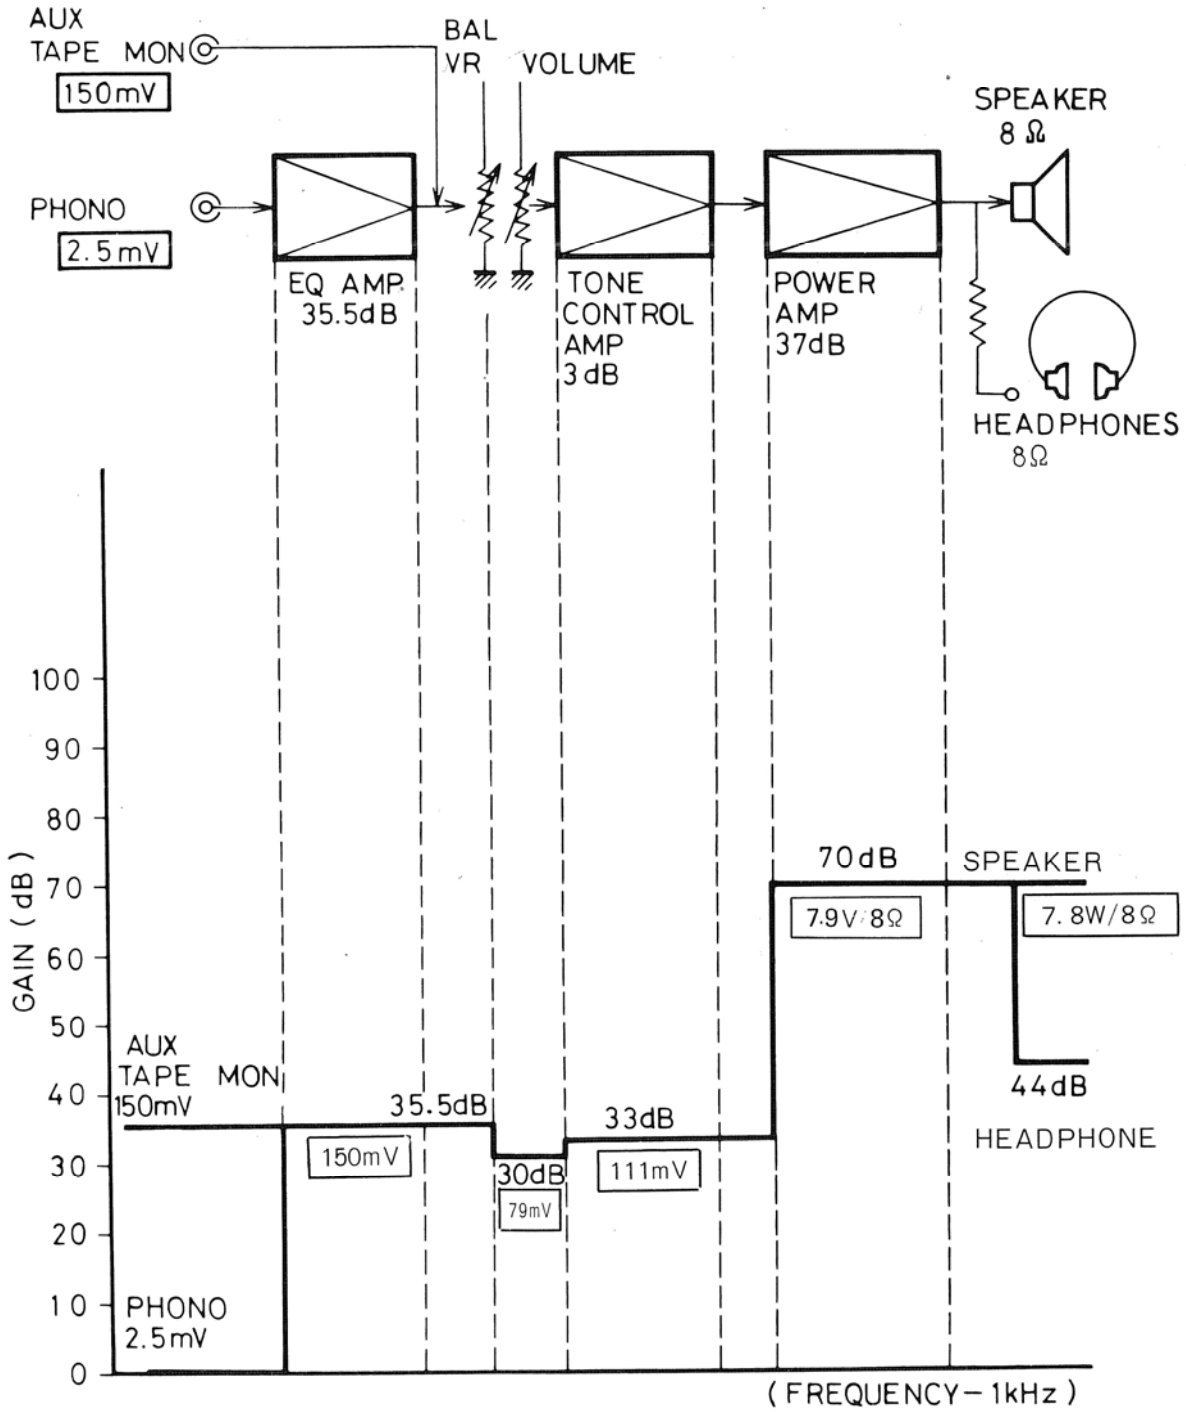 AUX
TAPE MON
150mV
BAL
VR
VOLUME
SPEAKER
8 Ω
PHONO
2.5mV
EQ AMP
35.5dB
TONE
CONTROL
AMP
3dB
POWER
AMP
37dB
HEADPHONES
8Ω
GAIN (dB)
100
90
80
70
60
50
40
30
20
10
0
70dB
SPEAKER
7.9V/8Ω
7.8W/8Ω
AUX
TAPE MON
150mV
35.5dB
150mV
30dB
79mV
33dB
111mV
44dB
HEADPHONE
PHONO
2.5mV
(FREQUENCY-1kHz)